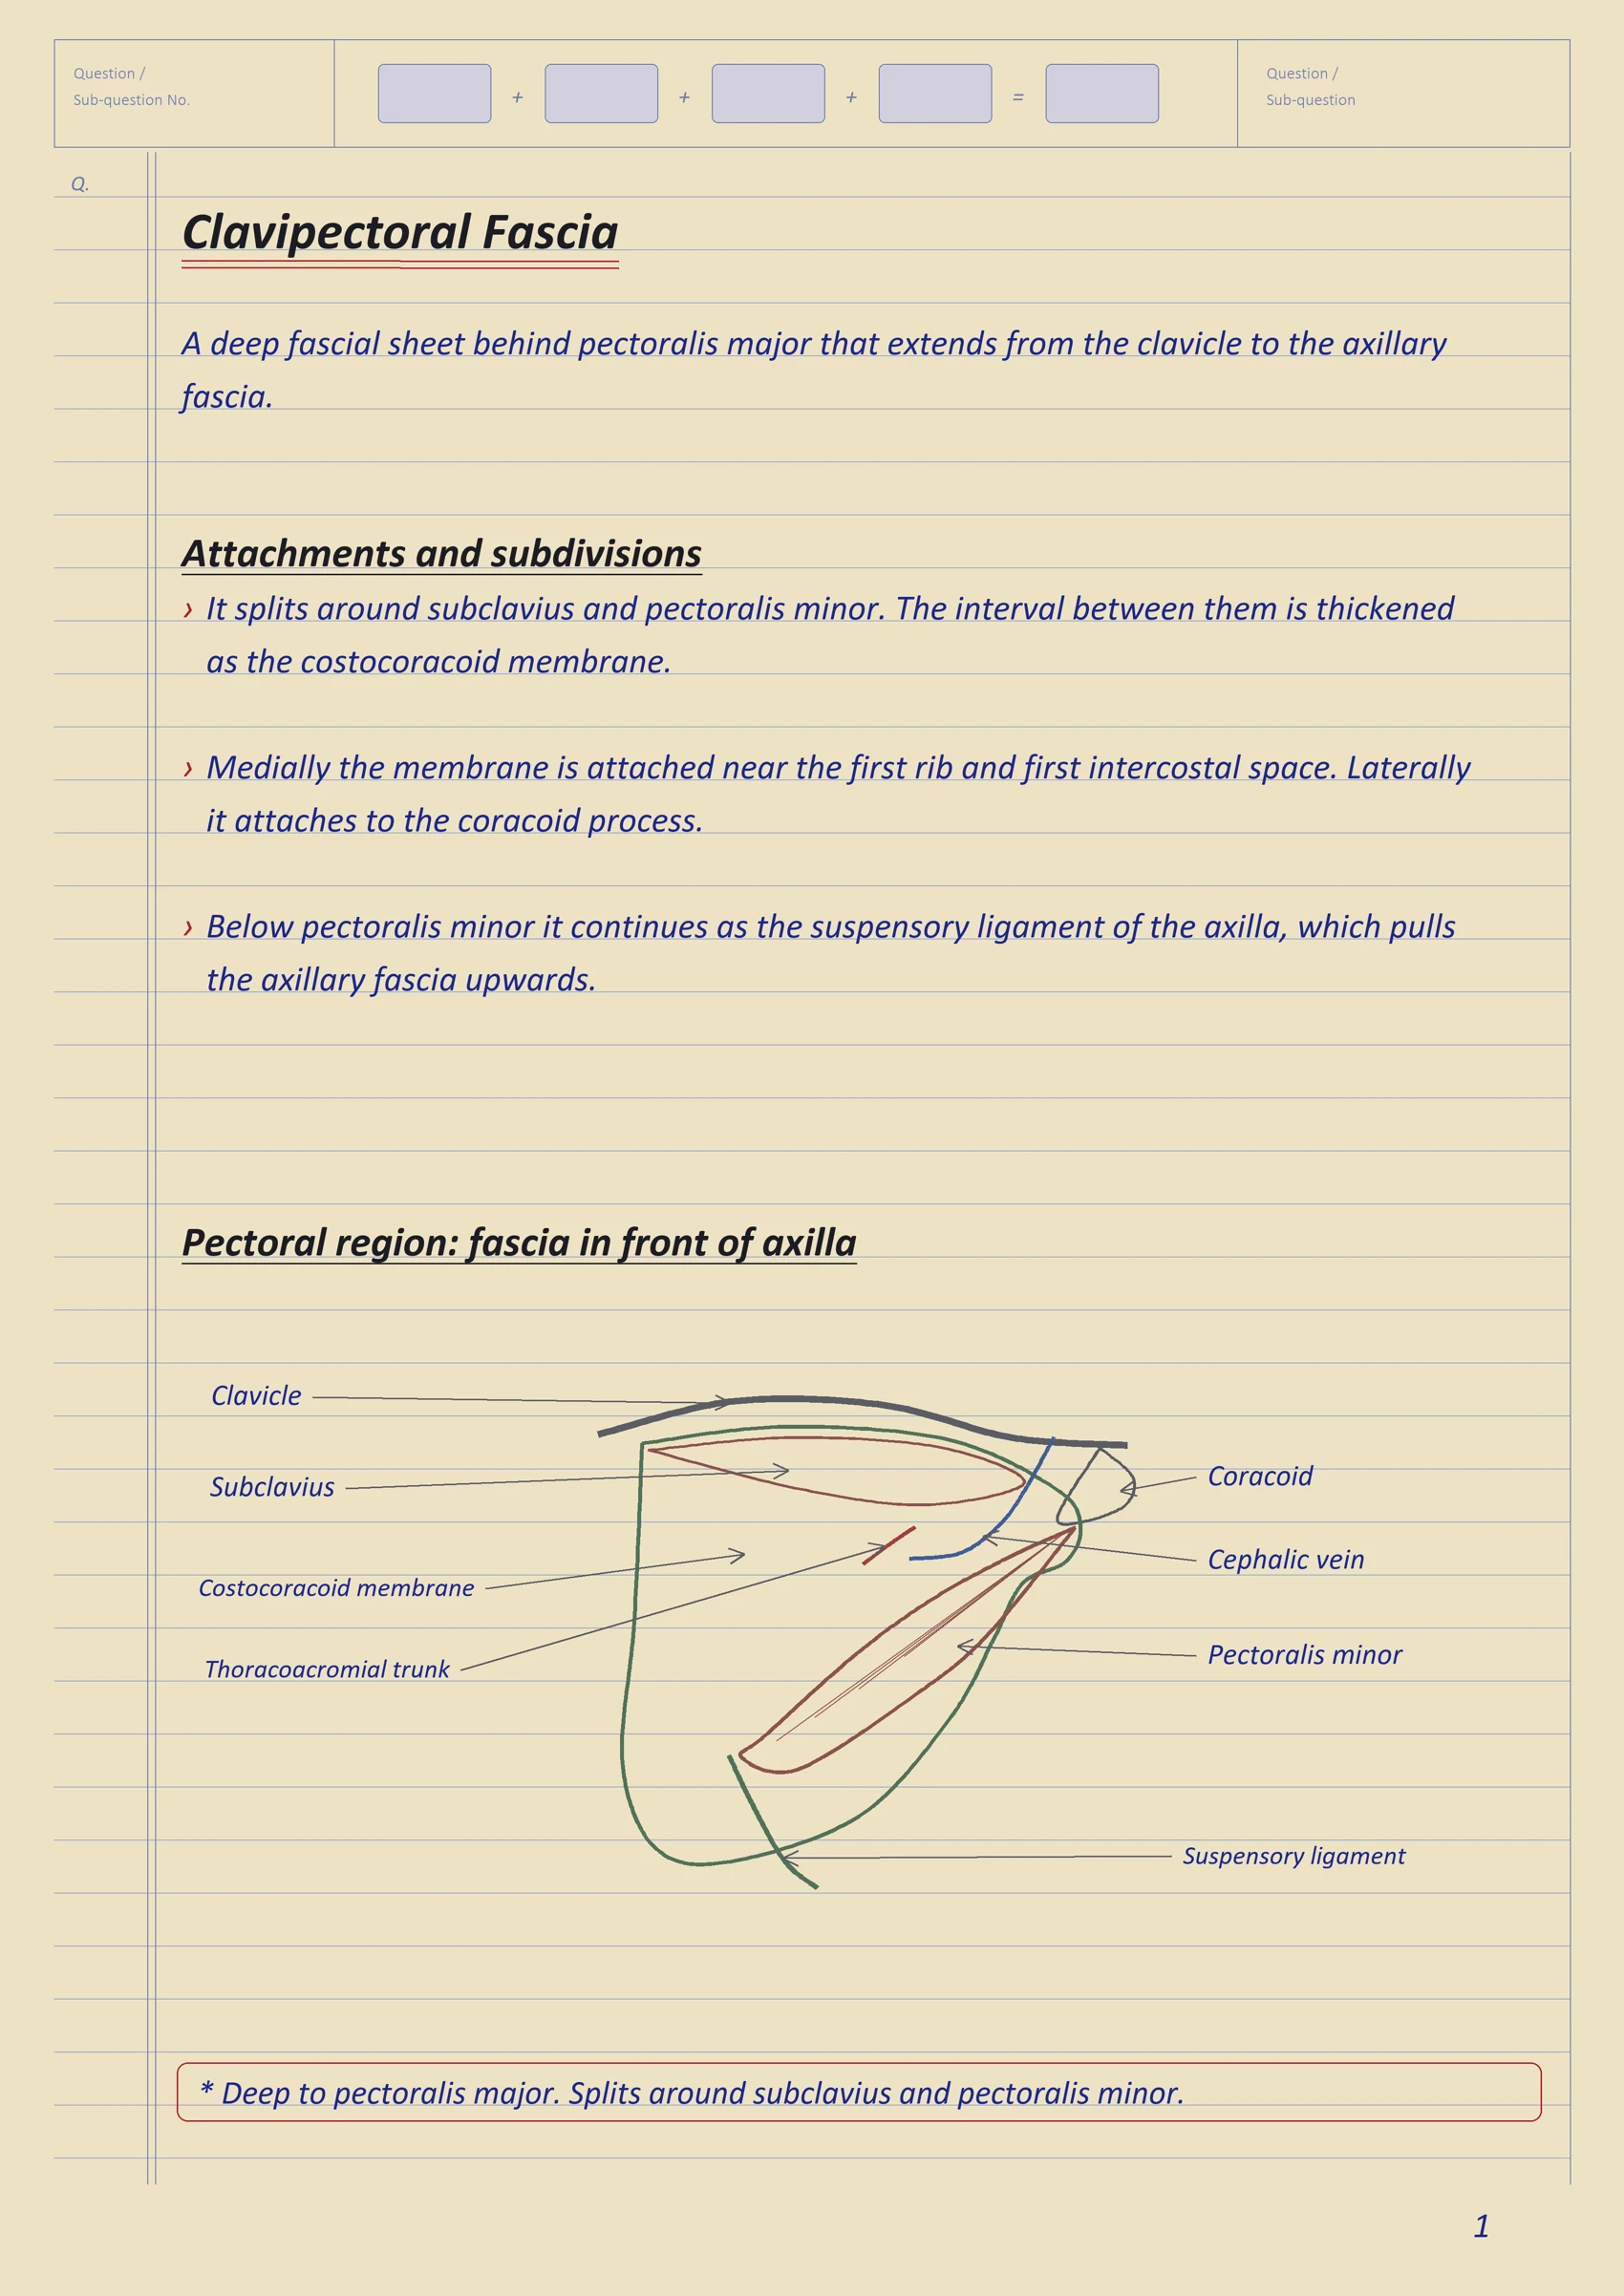 Question /
Sub-question No.
+ + + =
Question /
Sub-question
Q.
Clavipectoral Fascia
A deep fascial sheet behind pectoralis major that extends from the clavicle to the axillary
fascia.
Attachments and subdivisions
› It splits around subclavius and pectoralis minor. The interval between them is thickened
as the costocoracoid membrane.
› Medially the membrane is attached near the first rib and first intercostal space. Laterally
it attaches to the coracoid process.
› Below pectoralis minor it continues as the suspensory ligament of the axilla, which pulls
the axillary fascia upwards.
Pectoral region: fascia in front of axilla
Clavicle
Subclavius
Costocoracoid membrane
Thoracoacromial trunk
Coracoid
Cephalic vein
Pectoralis minor
Suspensory ligament
* Deep to pectoralis major. Splits around subclavius and pectoralis minor.
1